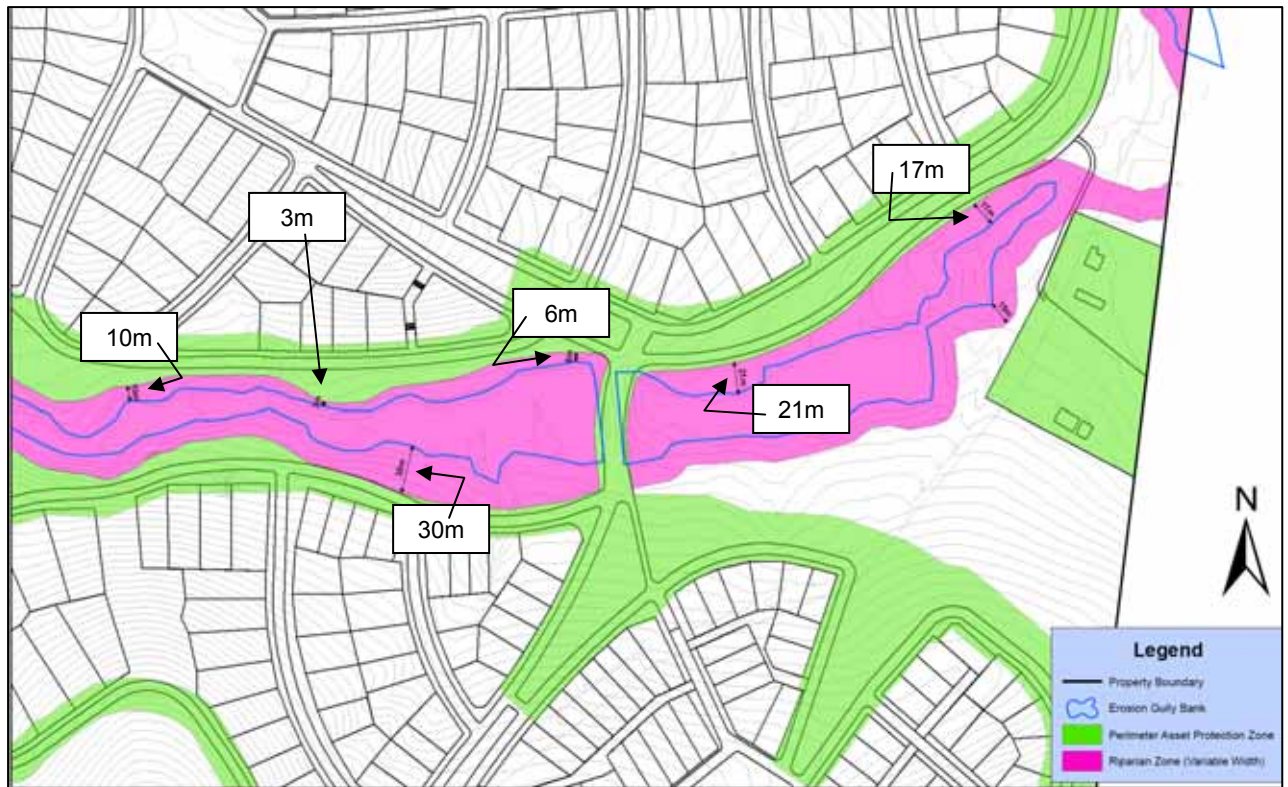 17m
3m
6m
10m
21m
30m
N
Legend
Property Boundary
Erosion Gully Bank
Perimeter Asset Protection Zone
Riparian Zone (Variable Width)